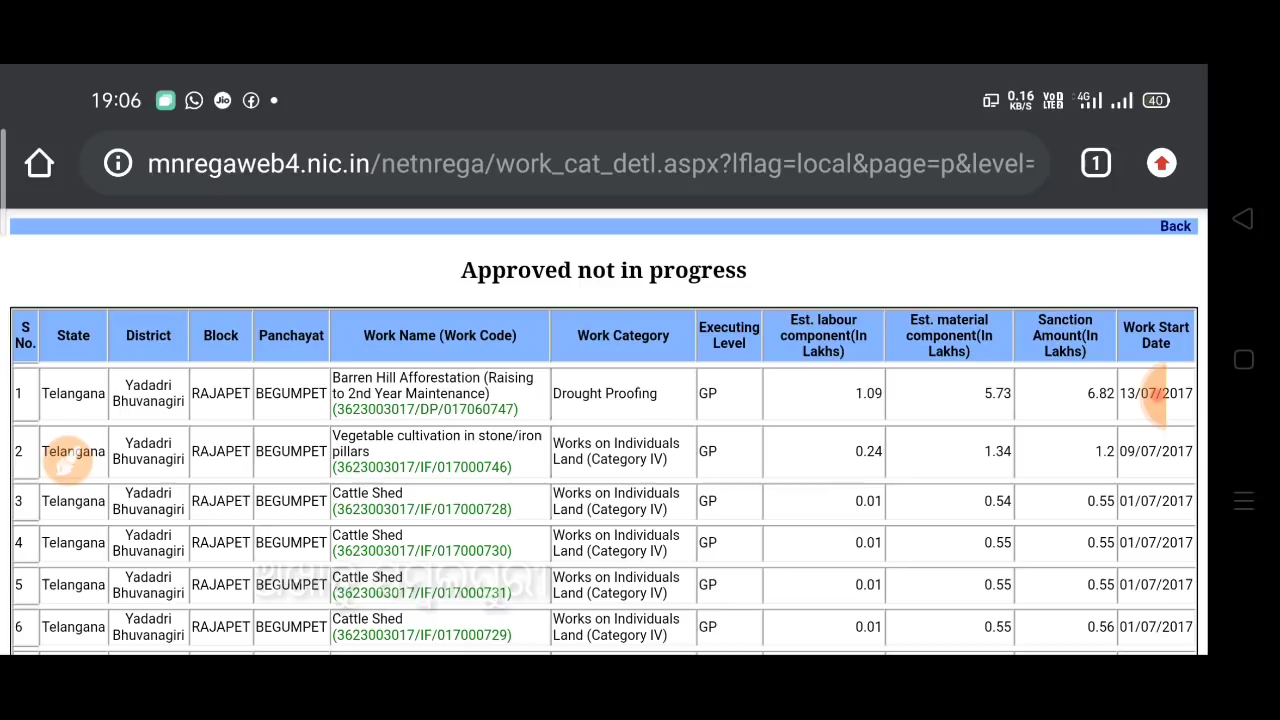 19:06 Jio 0.16 KB/S VoD LTE2 4G 40
mnregaweb4.nic.in/netnrega/work_cat_detl.aspx?lflag=local&page=p&level=
1
Back
Approved not in progress
S No. State District Block Panchayat Work Name (Work Code) Work Category Executing Level Est. labour component(In Lakhs) Est. material component(In Lakhs) Sanction Amount(In Lakhs) Work Start Date
1 Telangana Yadadri Bhuvanagiri RAJAPET BEGUMPET Barren Hill Afforestation (Raising to 2nd Year Maintenance) (3623003017/DP/017060747) Drought Proofing GP 1.09 5.73 6.82 13/07/2017
2 Telangana Yadadri Bhuvanagiri RAJAPET BEGUMPET Vegetable cultivation in stone/iron pillars (3623003017/IF/017000746) Works on Individuals Land (Category IV) GP 0.24 1.34 1.2 09/07/2017
3 Telangana Yadadri Bhuvanagiri RAJAPET BEGUMPET Cattle Shed (3623003017/IF/017000728) Works on Individuals Land (Category IV) GP 0.01 0.54 0.55 01/07/2017
4 Telangana Yadadri Bhuvanagiri RAJAPET BEGUMPET Cattle Shed (3623003017/IF/017000730) Works on Individuals Land (Category IV) GP 0.01 0.55 0.55 01/07/2017
5 Telangana Yadadri Bhuvanagiri RAJAPET BEGUMPET Cattle Shed (3623003017/IF/017000731) Works on Individuals Land (Category IV) GP 0.01 0.55 0.55 01/07/2017
6 Telangana Yadadri Bhuvanagiri RAJAPET BEGUMPET Cattle Shed (3623003017/IF/017000729) Works on Individuals Land (Category IV) GP 0.01 0.55 0.56 01/07/2017